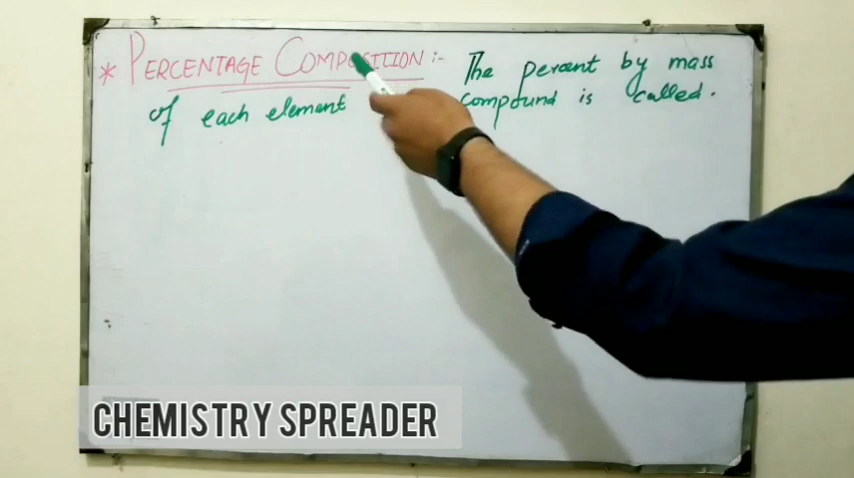 * PERCENTAGE COMPOSITION :- The percent by mass
of each element compound is called.
CHEMISTRY SPREADER